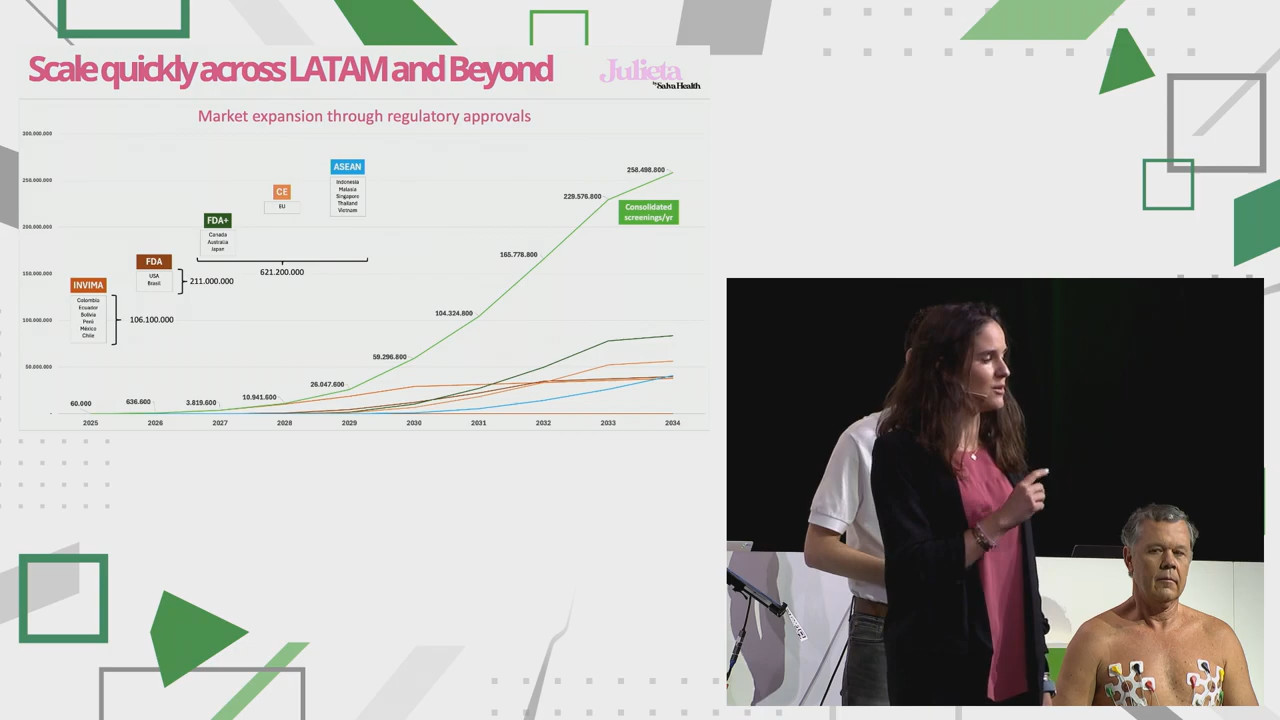 Scale quickly across LATAM and Beyond
Julieta
by Salva Health
Market expansion through regulatory approvals
300.000.000
250.000.000
200.000.000
150.000.000
100.000.000
50.000.000
-
INVIMA
Colombia
Ecuador
Bolivia
Perú
México
Chile
106.100.000
FDA
USA
Brasil
211.000.000
FDA+
Canada
Australia
Japan
CE
EU
ASEAN
Indonesia
Malasia
Singapore
Thailand
Vietnam
621.200.000
60.000
636.600
3.819.600
10.941.600
26.047.600
59.296.800
104.324.800
165.778.800
229.576.800
258.498.800
Consolidated
screenings/yr
2025 2026 2027 2028 2029 2030 2031 2032 2033 2034